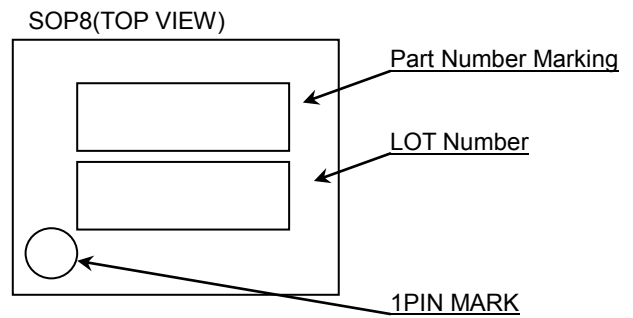 SOP8(TOP VIEW)
Part Number Marking
LOT Number
1PIN MARK